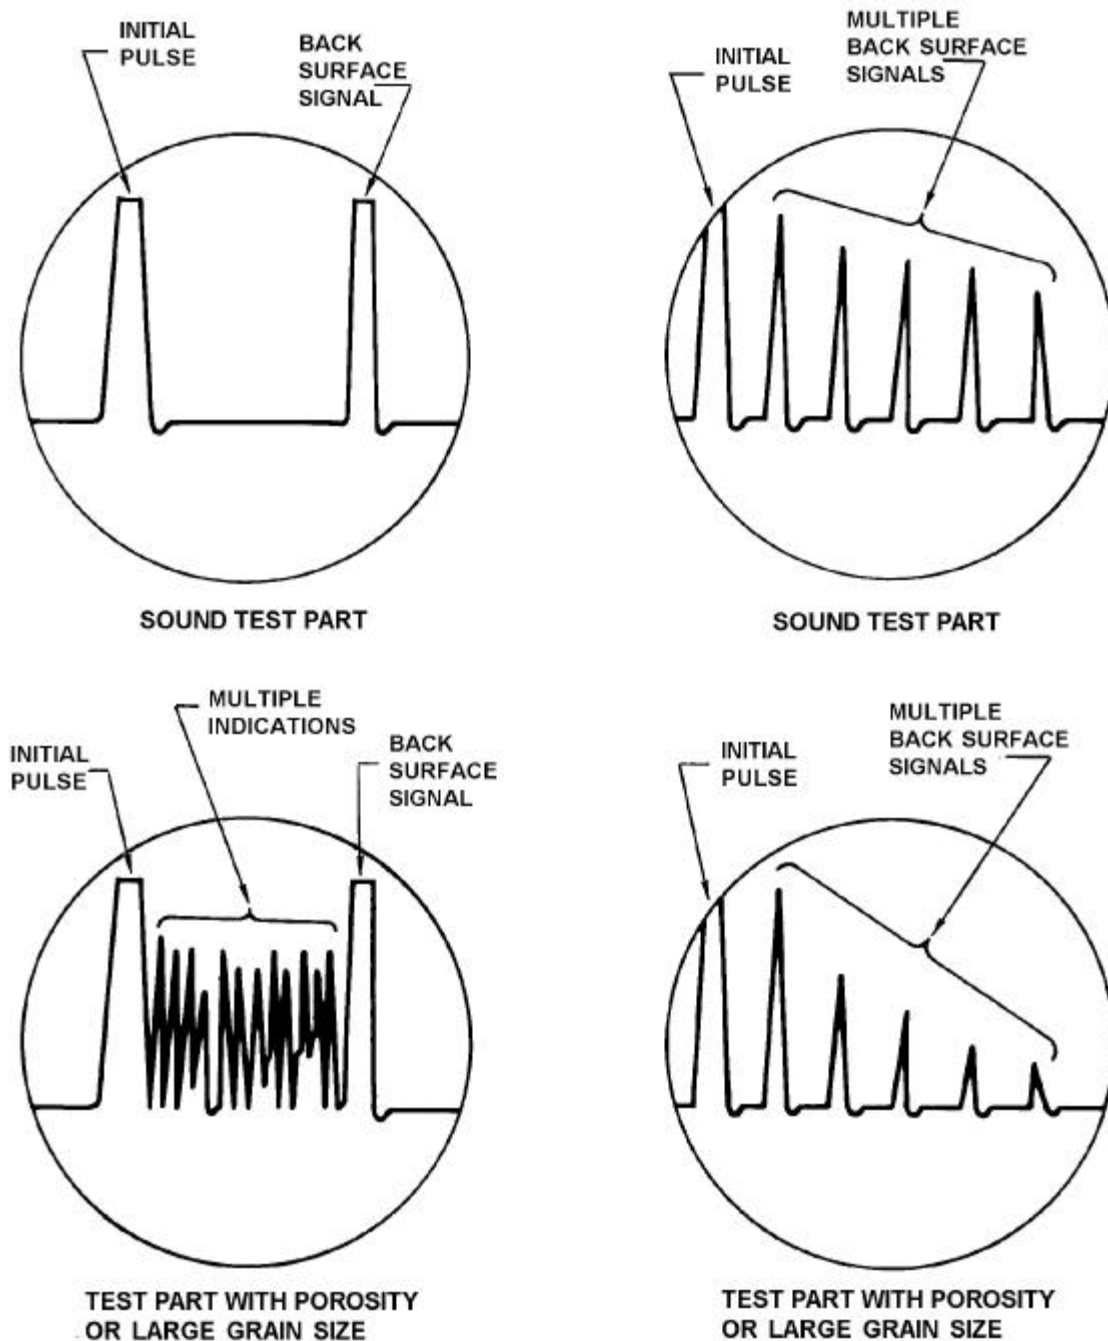 INITIAL
PULSE
BACK
SURFACE
SIGNAL
SOUND TEST PART
MULTIPLE
BACK SURFACE
SIGNALS
INITIAL
PULSE
SOUND TEST PART
MULTIPLE
INDICATIONS
INITIAL
PULSE
BACK
SURFACE
SIGNAL
TEST PART WITH POROSITY
OR LARGE GRAIN SIZE
MULTIPLE
BACK SURFACE
SIGNALS
INITIAL
PULSE
TEST PART WITH POROSITY
OR LARGE GRAIN SIZE